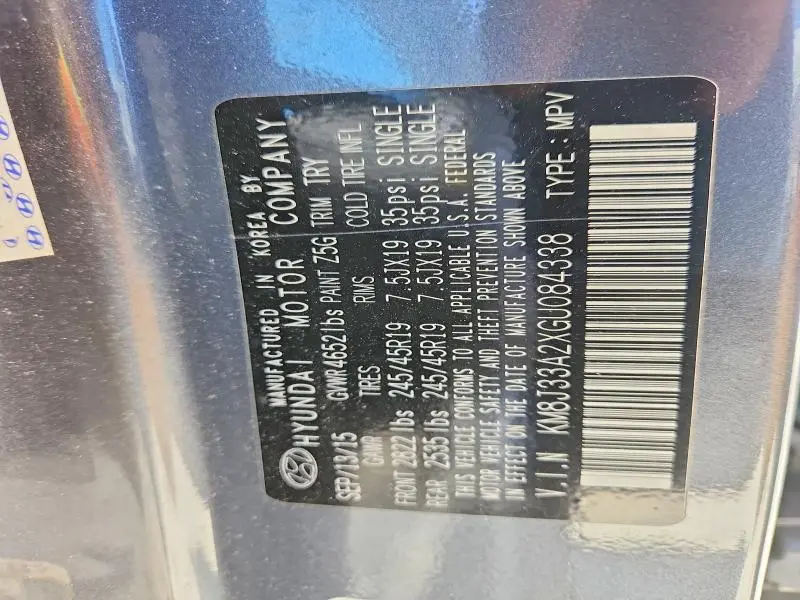 MANUFACTURED IN KOREA BY
HYUNDAI MOTOR COMPANY
SEP/13/15 GVWR 4652lbs PAINT Z5G TRIM TRY
GAWR TIRES RIMS COLD TIRE INFL
FRONT 2822 lbs 245/45R19 7.5JX19 35psi SINGLE
REAR 2535 lbs 245/45R19 7.5JX19 35psi SINGLE
THIS VEHICLE CONFORMS TO ALL APPLICABLE U.S.A. FEDERAL
MOTOR VEHICLE SAFETY AND THEFT PREVENTION STANDARDS
IN EFFECT ON THE DATE OF MANUFACTURE SHOWN ABOVE
V.I.N KM8J33A2XGU084338 TYPE : MPV